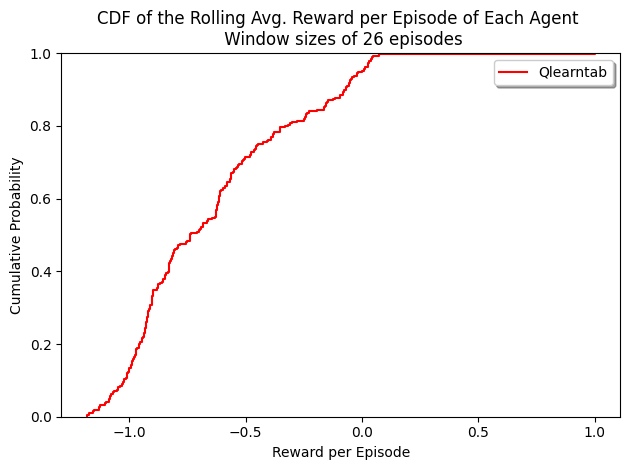 CDF of the Rolling Avg. Reward per Episode of Each Agent
Window sizes of 26 episodes
Qlearntab
1.0
0.8
0.6
0.4
0.2
0.0
Cumulative Probability
−1.0
−0.5
0.0
0.5
1.0
Reward per Episode